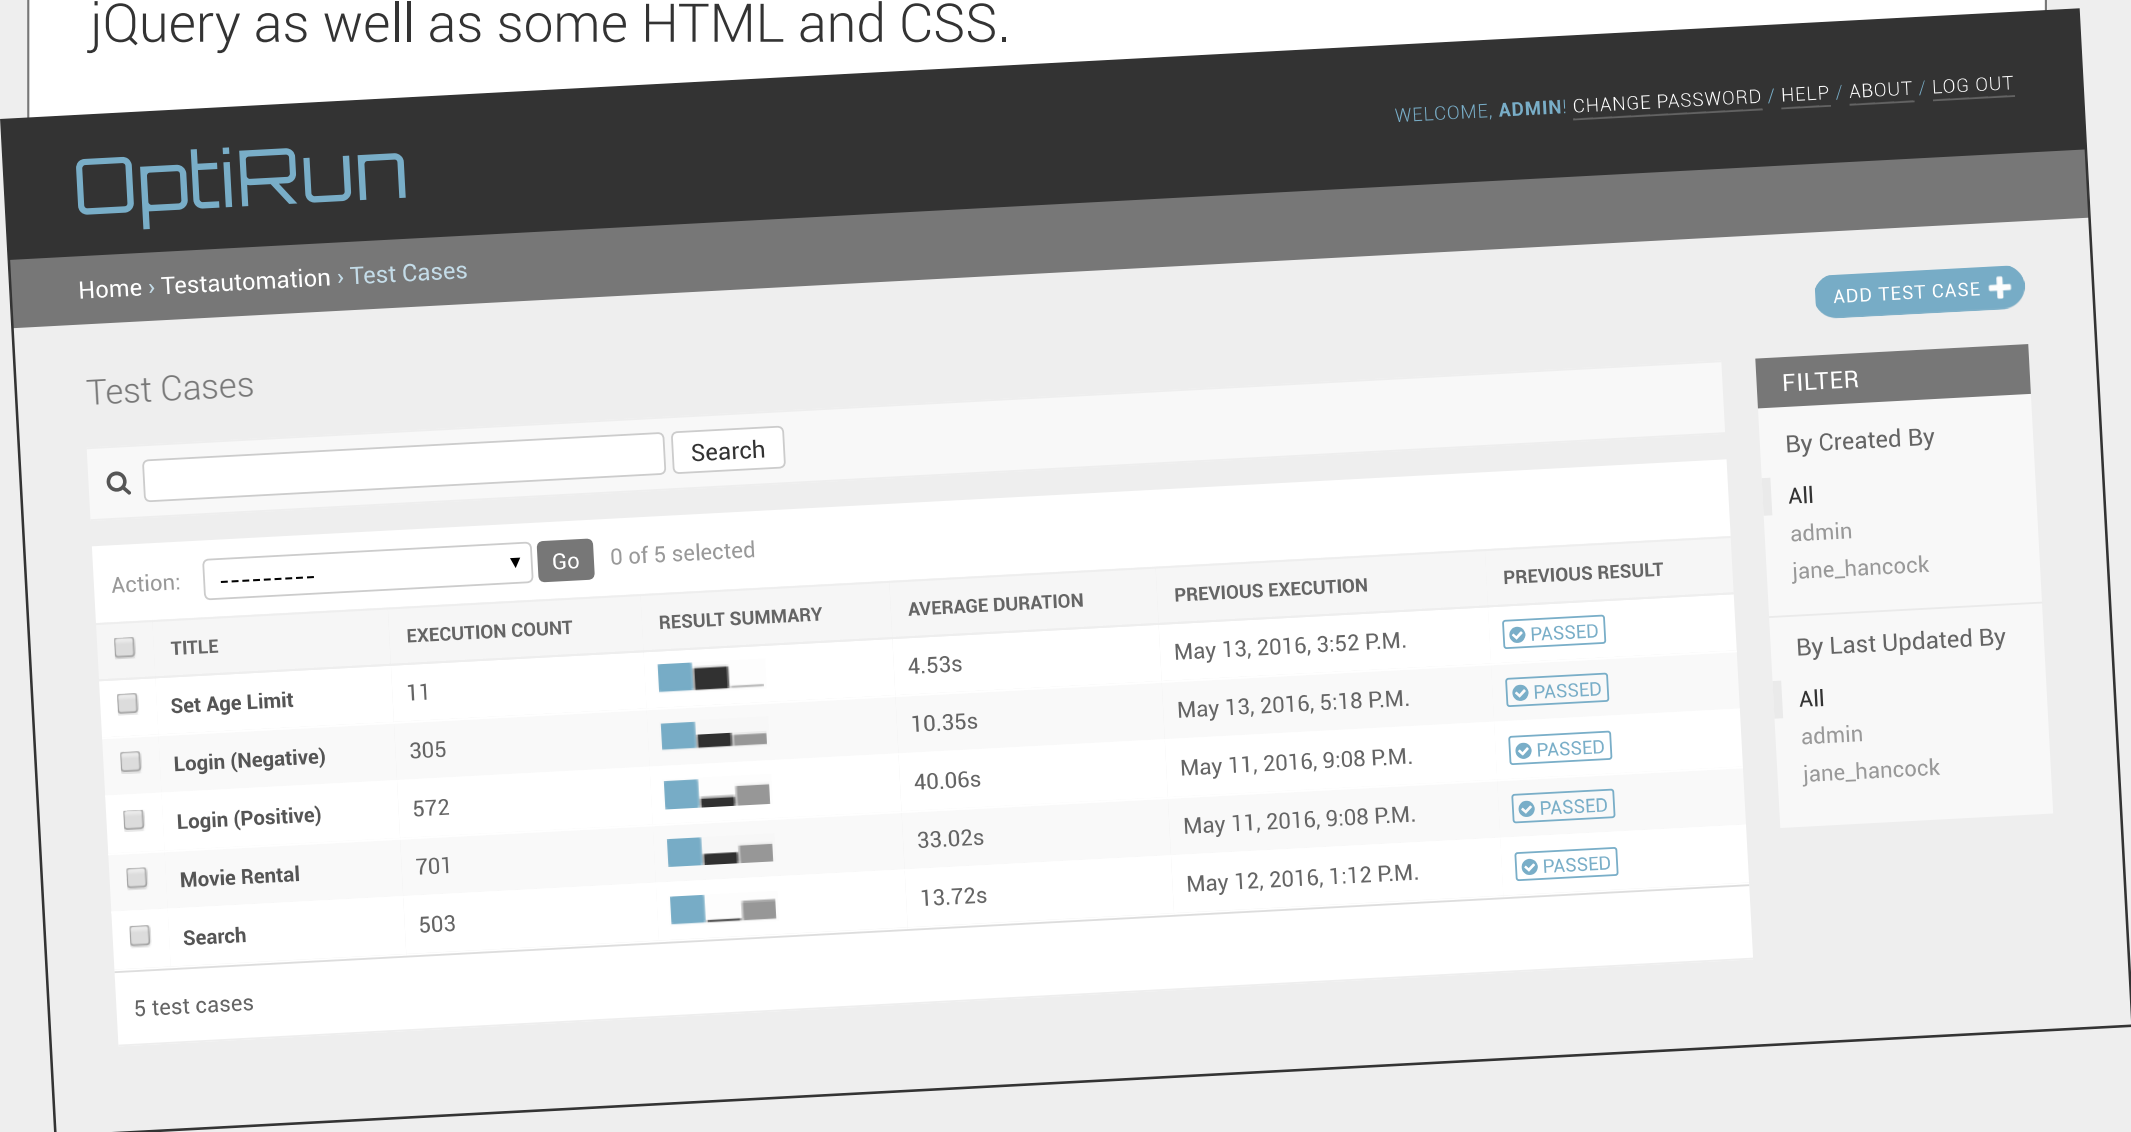 jQuery as well as some HTML and CSS.
WELCOME, ADMIN! CHANGE PASSWORD / HELP / ABOUT / LOG OUT
OptiRun
Home › Testautomation › Test Cases
ADD TEST CASE
Test Cases
Search
Action: --------- Go 0 of 5 selected
TITLE EXECUTION COUNT RESULT SUMMARY AVERAGE DURATION PREVIOUS EXECUTION PREVIOUS RESULT
Set Age Limit 11 4.53s May 13, 2016, 3:52 P.M. PASSED
Login (Negative) 305 10.35s May 13, 2016, 5:18 P.M. PASSED
Login (Positive) 572 40.06s May 11, 2016, 9:08 P.M. PASSED
Movie Rental 701 33.02s May 11, 2016, 9:08 P.M. PASSED
Search 503 13.72s May 12, 2016, 1:12 P.M. PASSED
5 test cases
FILTER
By Created By
All
admin
jane_hancock
By Last Updated By
All
admin
jane_hancock